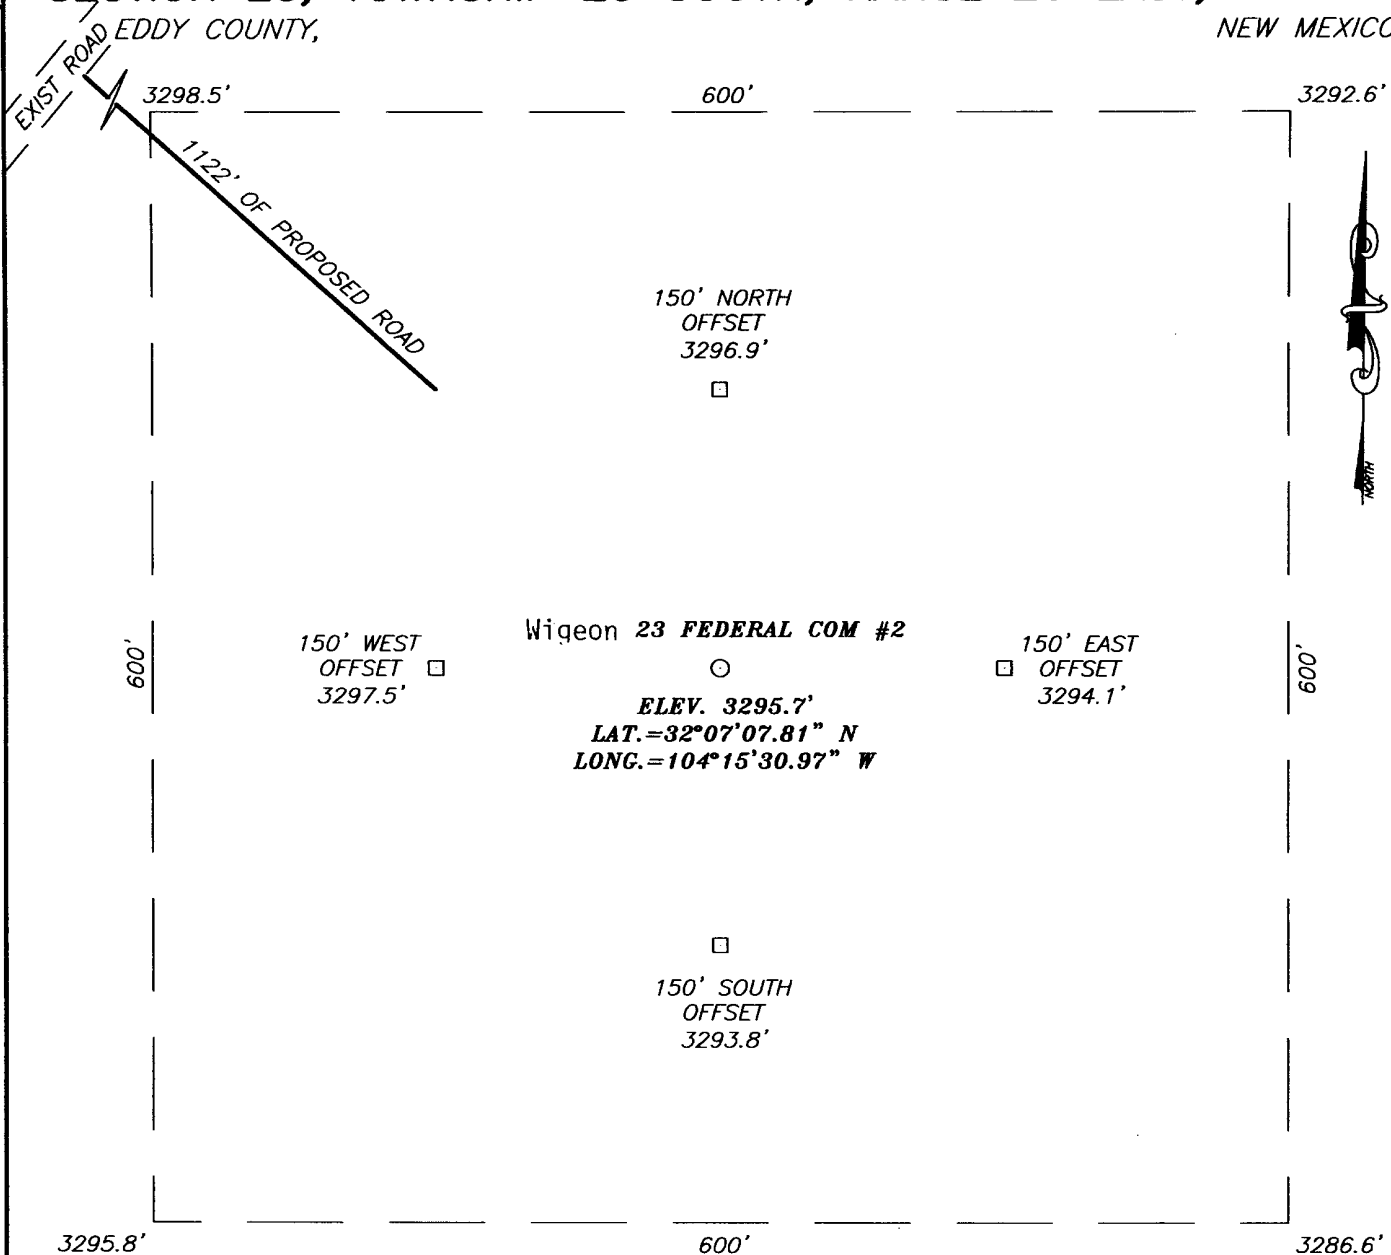 EDDY COUNTY,
NEW MEXICO
EXIST ROAD
3298.5'
600'
3292.6'
1122' OF PROPOSED ROAD
150' NORTH
OFFSET
3296.9'
NORTH
Wigeon 23 FEDERAL COM #2
600'
150' WEST
OFFSET
3297.5'
150' EAST
OFFSET
3294.1'
600'
ELEV. 3295.7'
LAT.=32°07'07.81" N
LONG.=104°15'30.97" W
150' SOUTH
OFFSET
3293.8'
3295.8'
600'
3286.6'